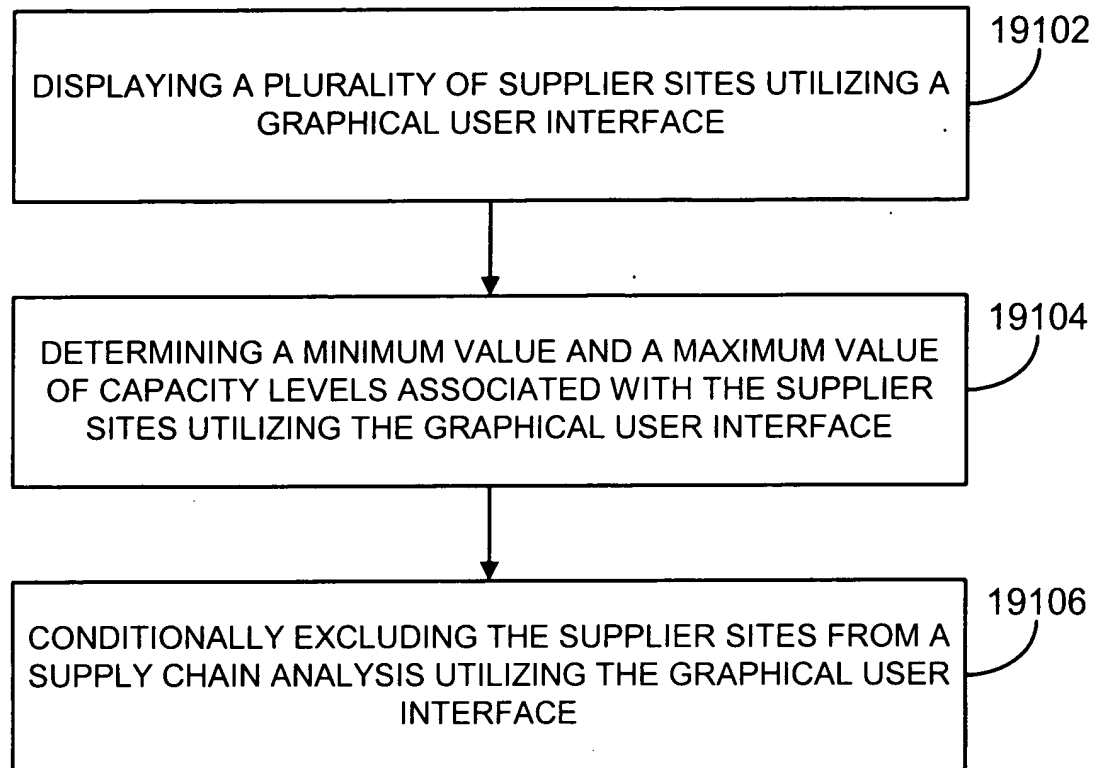 19102
DISPLAYING A PLURALITY OF SUPPLIER SITES UTILIZING A
GRAPHICAL USER INTERFACE
19104
DETERMINING A MINIMUM VALUE AND A MAXIMUM VALUE
OF CAPACITY LEVELS ASSOCIATED WITH THE SUPPLIER
SITES UTILIZING THE GRAPHICAL USER INTERFACE
19106
CONDITIONALLY EXCLUDING THE SUPPLIER SITES FROM A
SUPPLY CHAIN ANALYSIS UTILIZING THE GRAPHICAL USER
INTERFACE